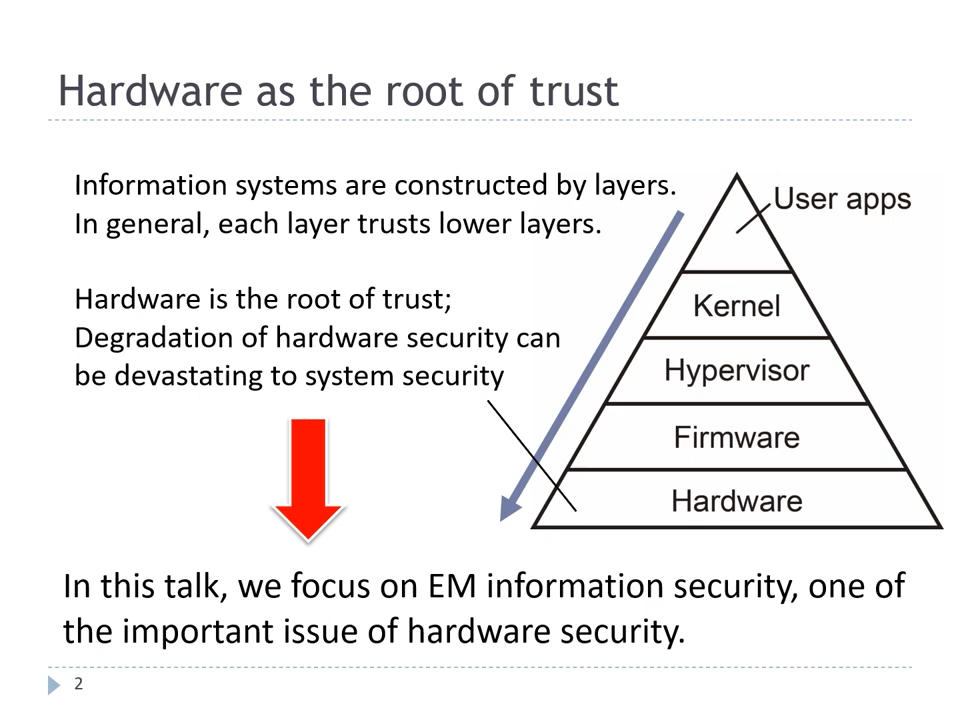 Hardware as the root of trust
Information systems are constructed by layers.
In general, each layer trusts lower layers.
Hardware is the root of trust;
Degradation of hardware security can
be devastating to system security
User apps
Kernel
Hypervisor
Firmware
Hardware
In this talk, we focus on EM information security, one of
the important issue of hardware security.
2